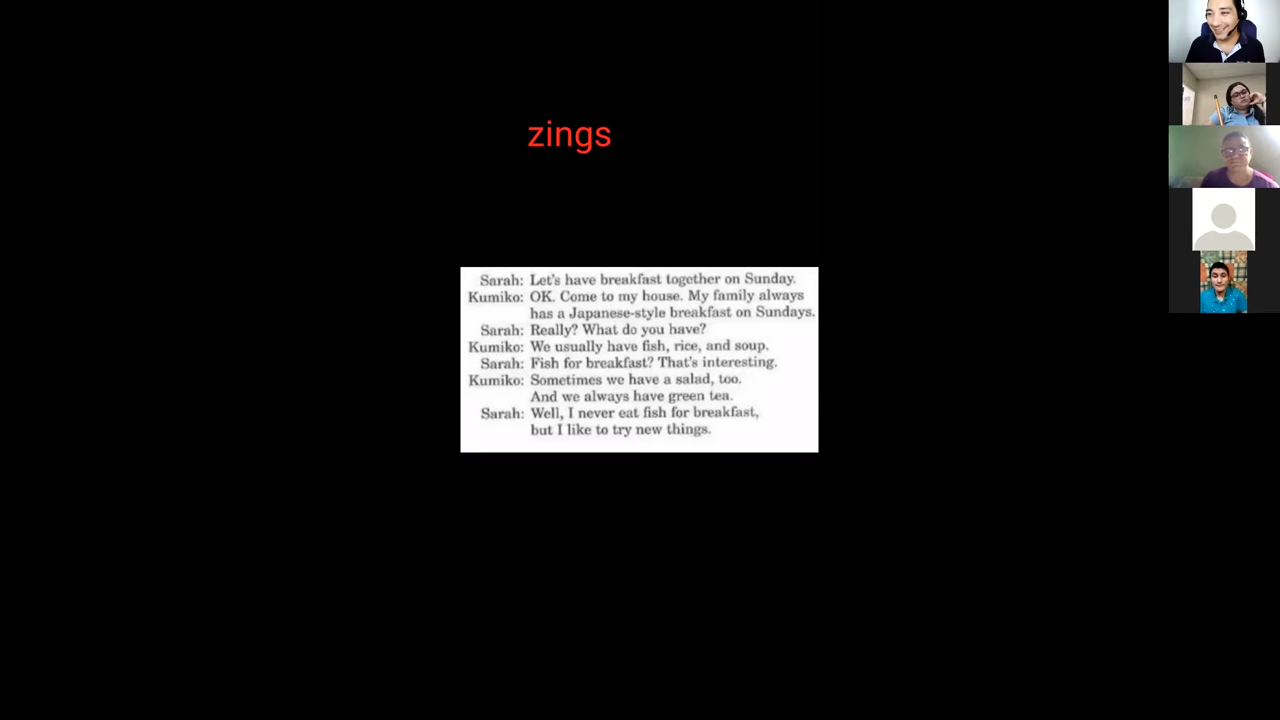 zings
Sarah: Let's have breakfast together on Sunday.
Kumiko: OK. Come to my house. My family always
has a Japanese-style breakfast on Sundays.
Sarah: Really? What do you have?
Kumiko: We usually have fish, rice, and soup.
Sarah: Fish for breakfast? That's interesting.
Kumiko: Sometimes we have a salad, too.
And we always have green tea.
Sarah: Well, I never eat fish for breakfast,
but I like to try new things.